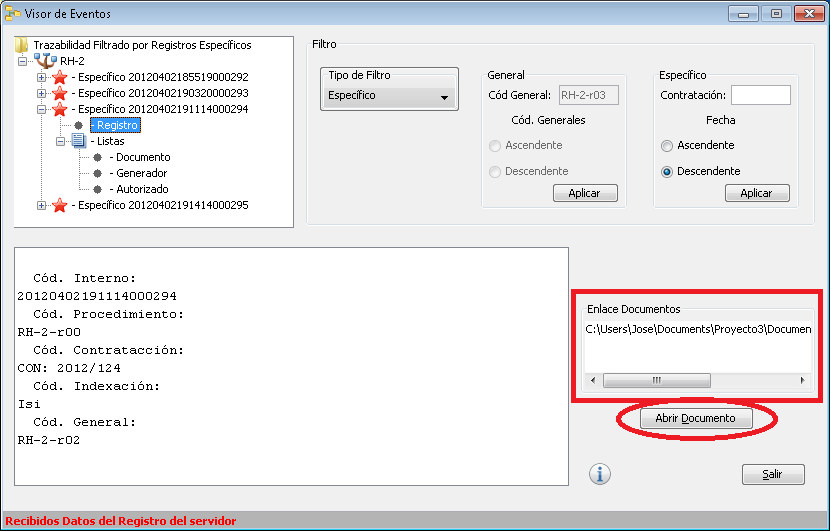 Visor de Eventos
Trazabilidad Filtrado por Registros Específicos
RH-2
- Específico 20120402185519000292
- Específico 20120402190320000293
- Específico 20120402191114000294
- Registro
- Listas
- Documento
- Generador
- Autorizado
- Específico 20120402191414000295
Filtro
Tipo de Filtro
Específico
General
Cód General: RH-2-r03
Cód. Generales
Ascendente
Descendente
Aplicar
Específico
Contratación:
Fecha
Ascendente
Descendente
Aplicar
Cód. Interno:
20120402191114000294
Cód. Procedimiento:
RH-2-r00
Cód. Contratacción:
CON: 2012/124
Cód. Indexación:
Isi
Cód. General:
RH-2-r02
Enlace Documentos
C:\Users\Jose\Documents\Proyecto3\Documen
Abrir Documento
Salir
Recibidos Datos del Registro del servidor